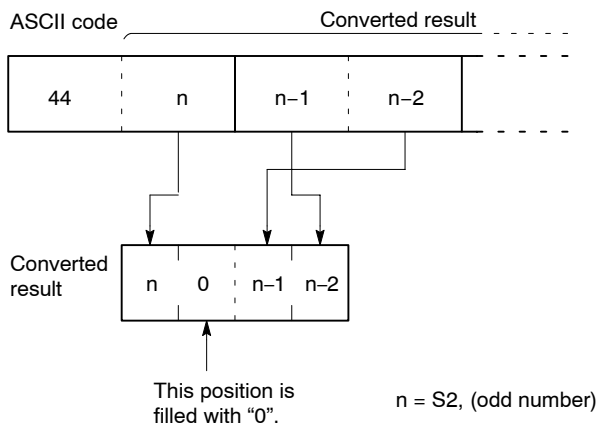 ASCII code Converted result
44 n n−1 n−2
Converted
result
n 0 n−1 n−2
This position is
filled with “0”.
n = S2, (odd number)